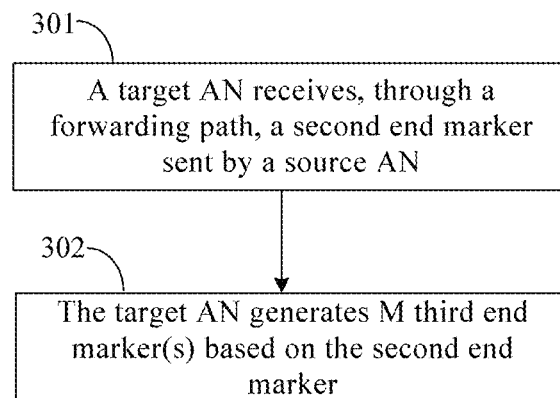 301
A target AN receives, through a
forwarding path, a second end marker
sent by a source AN
302
The target AN generates M third end
marker(s) based on the second end
marker